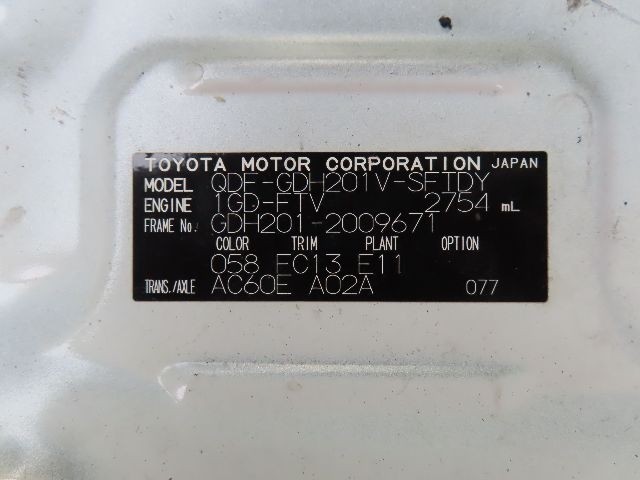 TOYOTA MOTOR CORPORATION JAPAN
MODEL QDF-GDH201V-SFTDY
ENGINE 1GD-FTV 2754 mL
FRAME No. GDH201-2009671
COLOR TRIM PLANT OPTION
058 FC13 E11
TRANS./AXLE AC60E A02A 077